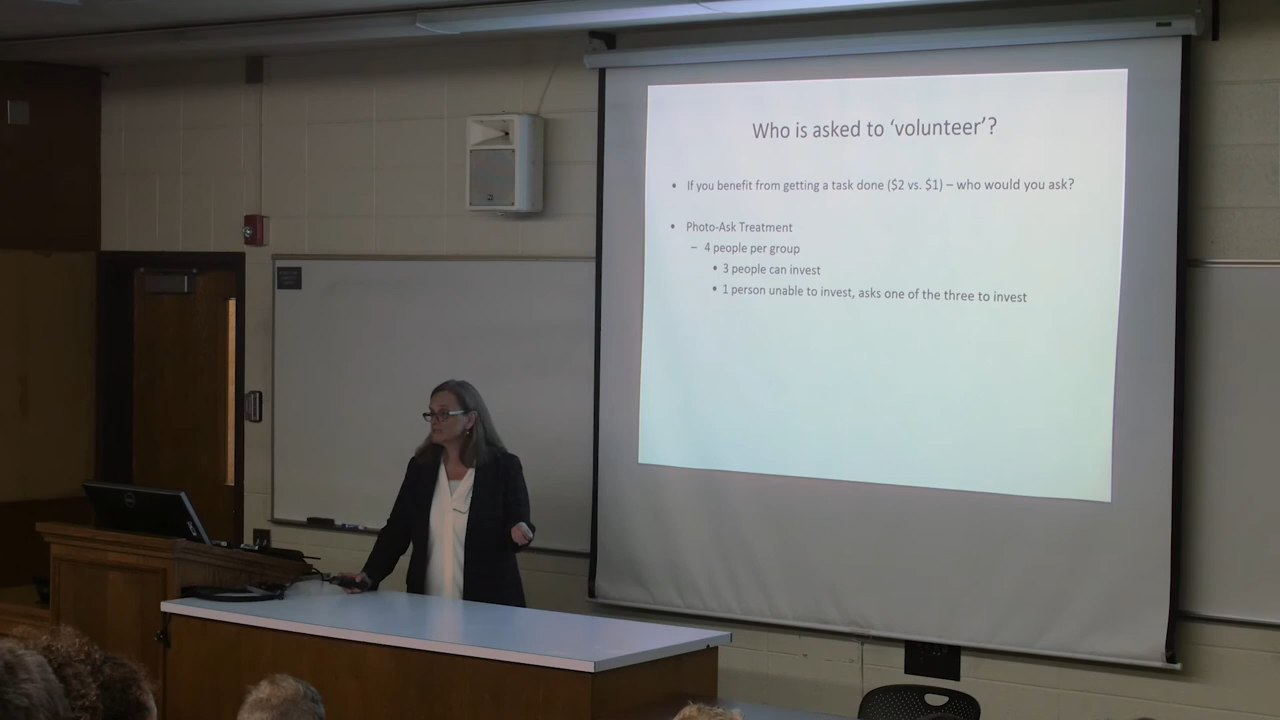 Who is asked to ‘volunteer’?
• If you benefit from getting a task done ($2 vs. $1) – who would you ask?
• Photo-Ask Treatment
– 4 people per group
• 3 people can invest
• 1 person unable to invest, asks one of the three to invest
DELL